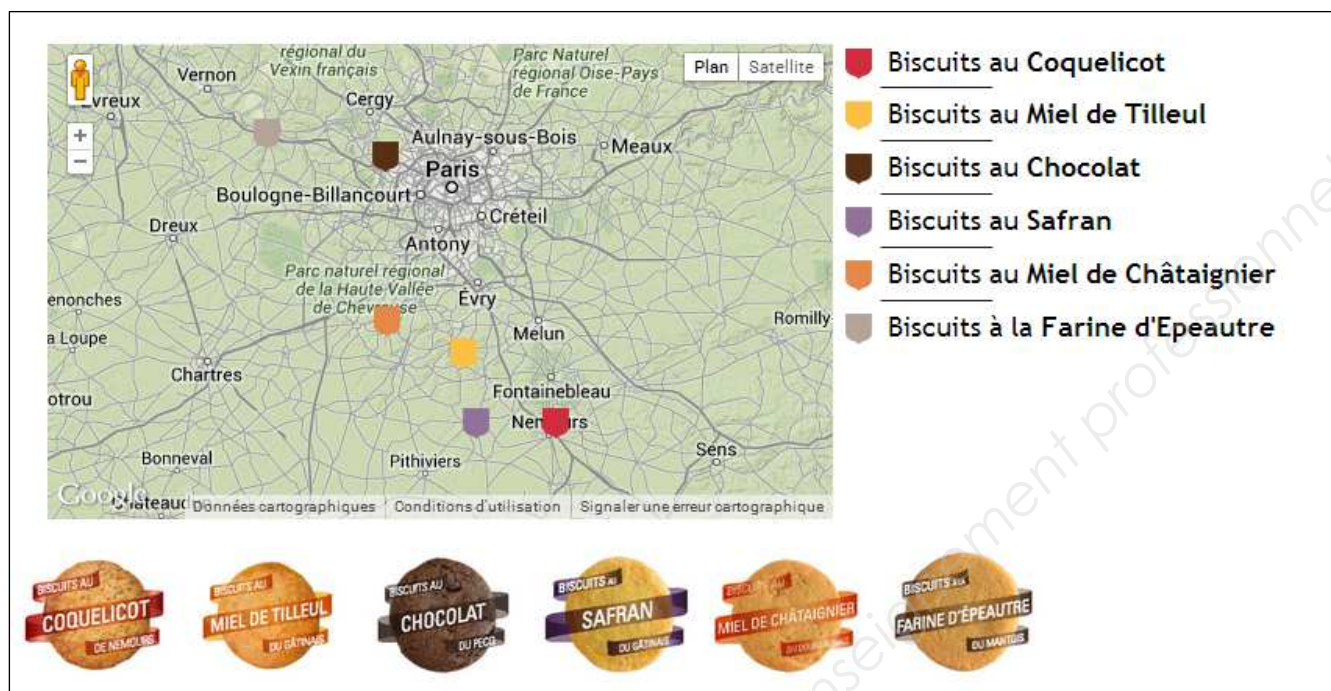 régional du
Vexin français
Parc Naturel
régional Oise-Pays
de France
Plan
Satellite
Vernon
Cergy
Aulnay-sous-Bois
Meaux
Paris
Boulogne-Billancourt
Créteil
Dreux
Antony
Parc naturel régional
de la Haute Vallée
de Chevreuse
Évry
Melun
Romilly
a Loupe
Chartres
Fontainebleau
Pithiviers
Sens
Bonneval
Google
Données cartographiques
Conditions d'utilisation
Signaler une erreur cartographique
Biscuits au Coquelicot
Biscuits au Miel de Tilleul
Biscuits au Chocolat
Biscuits au Safran
Biscuits au Miel de Châtaignier
Biscuits à la Farine d'Epeautre
BISCUITS AU
COQUELICOT
DE NEMOURS
BISCUITS AU
MIEL DE TILLEUL
DU GÂTINAIS
BISCUITS AU
CHOCOLAT
DU PECQ
BISCUITS AU
SAFRAN
DU GÂTINAIS
BISCUITS AU
MIEL DE CHÂTAIGNIER
BISCUITS À LA
FARINE D'ÉPEAUTRE
DU MANTOIS
nseignement professionnel